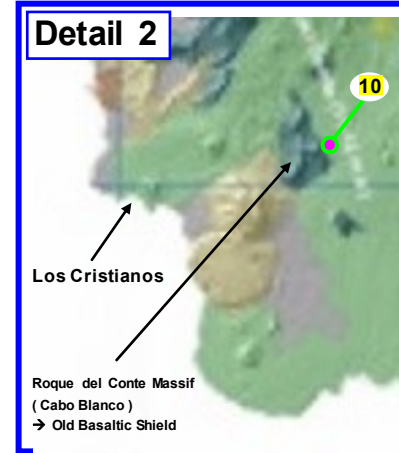 Detail 2
10
Los Cristianos
Roque del Conte Massif
( Cabo Blanco )
→ Old Basaltic Shield